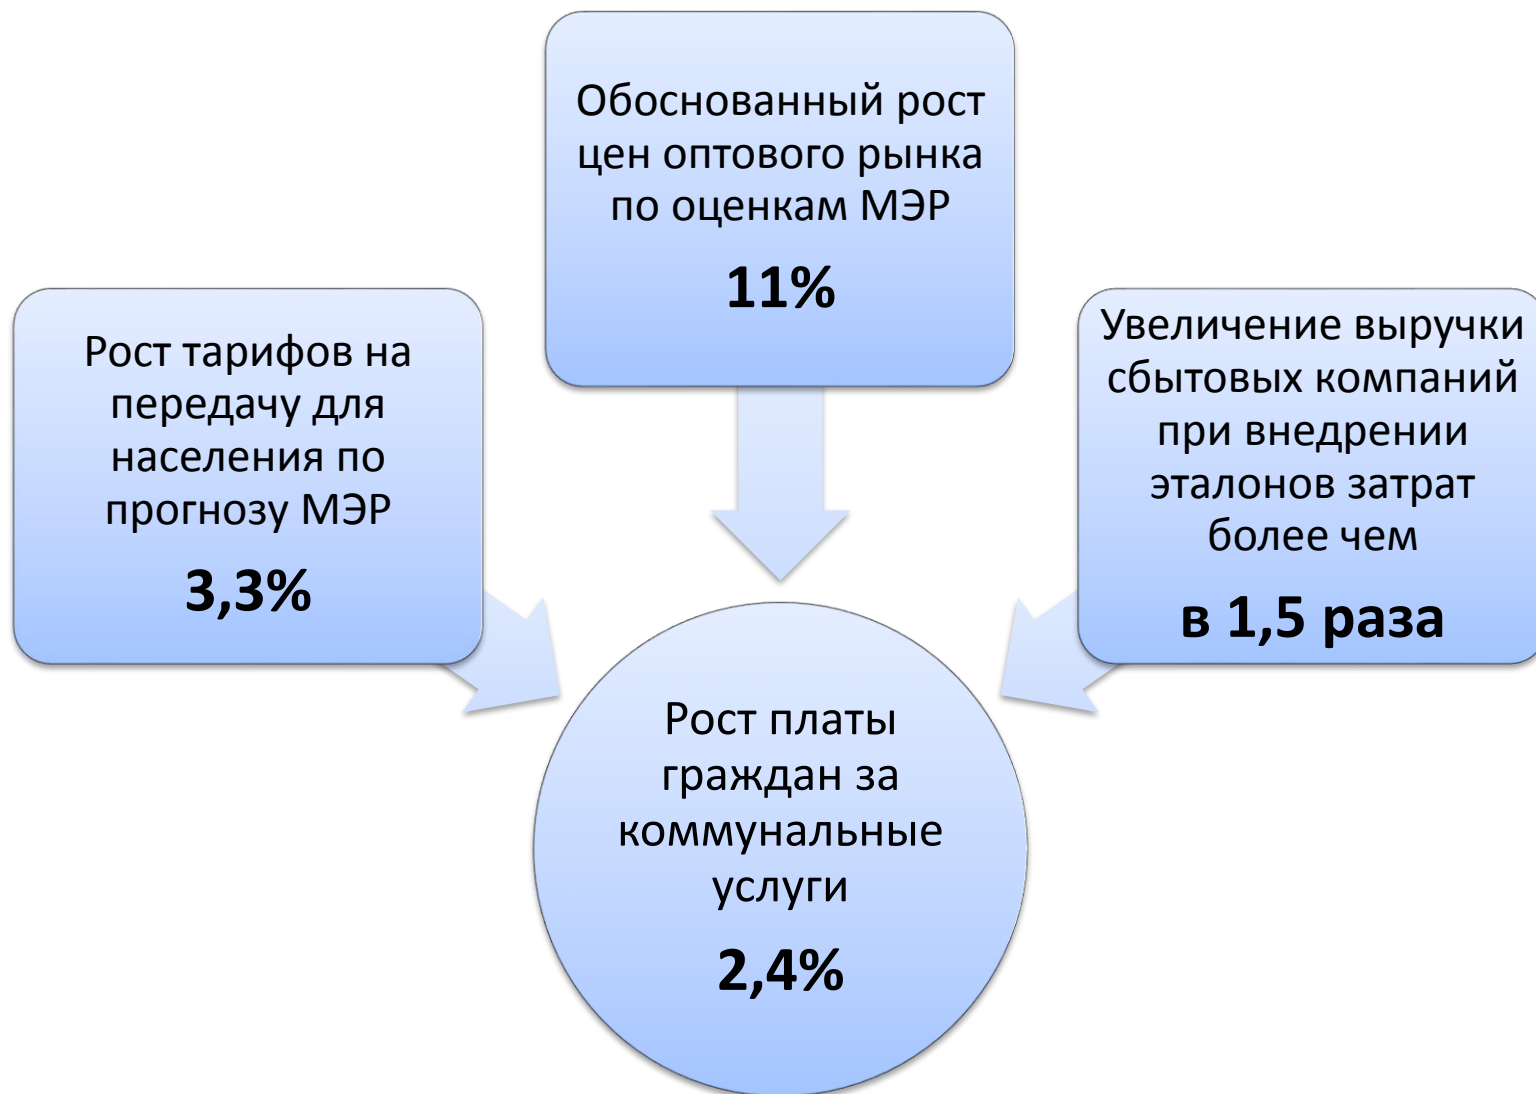 Обоснованный рост
цен оптового рынка
по оценкам МЭР
11%
Рост тарифов на
передачу для
населения по
прогнозу МЭР
3,3%
Увеличение выручки
сбытовых компаний
при внедрении
эталонов затрат
более чем
в 1,5 раза
Рост платы
граждан за
коммунальные
услуги
2,4%